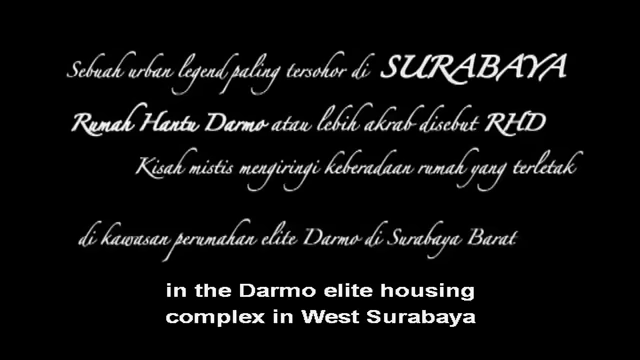 Sebuah urban legend paling tersohor di SURABAYA
Rumah Hantu Darmo atau lebih akrab disebut RHD
Kisah mistis mengiringi keberadaan rumah yang terletak
di kawasan perumahan elite Darmo di Surabaya Barat
in the Darmo elite housing
complex in West Surabaya